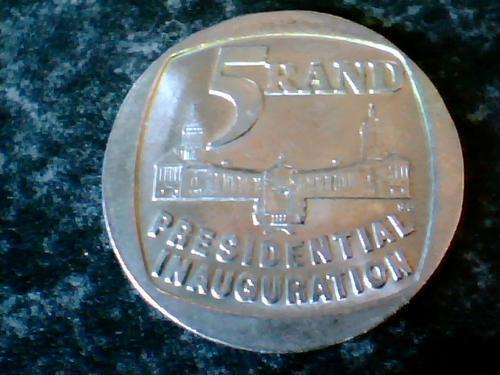 5 RAND
PRESIDENTIAL
INAUGURATION